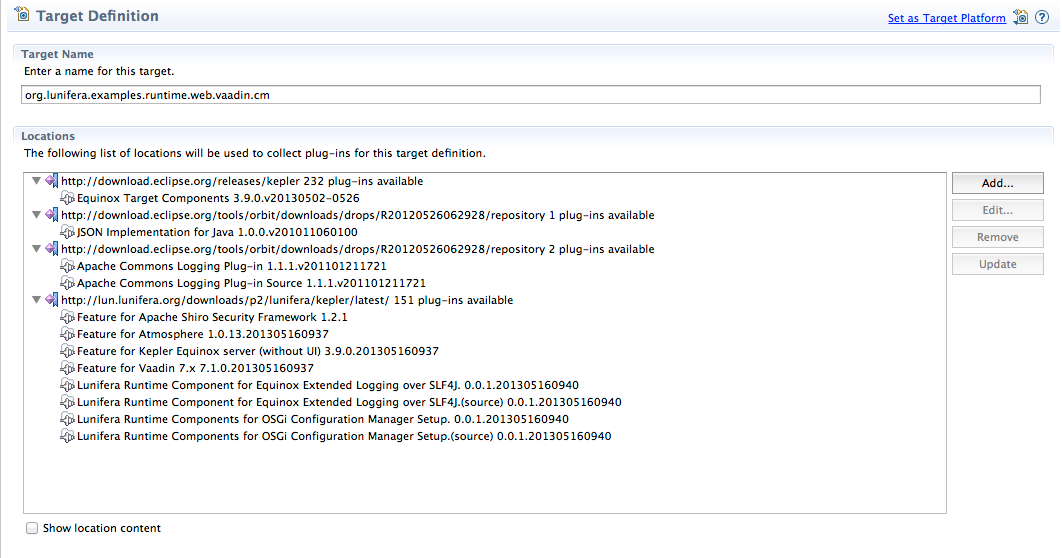 Target Definition
Set as Target Platform
Target Name
Enter a name for this target.
org.lunifera.examples.runtime.web.vaadin.cm
Locations
The following list of locations will be used to collect plug-ins for this target definition.
http://download.eclipse.org/releases/kepler 232 plug-ins available
Equinox Target Components 3.9.0.v20130502-0526
http://download.eclipse.org/tools/orbit/downloads/drops/R20120526062928/repository 1 plug-ins available
JSON Implementation for Java 1.0.0.v201011060100
http://download.eclipse.org/tools/orbit/downloads/drops/R20120526062928/repository 2 plug-ins available
Apache Commons Logging Plug-in 1.1.1.v201101211721
Apache Commons Logging Plug-in Source 1.1.1.v201101211721
http://lun.lunifera.org/downloads/p2/lunifera/kepler/latest/ 151 plug-ins available
Feature for Apache Shiro Security Framework 1.2.1
Feature for Atmosphere 1.0.13.201305160937
Feature for Kepler Equinox server (without UI) 3.9.0.201305160937
Feature for Vaadin 7.x 7.1.0.201305160937
Lunifera Runtime Component for Equinox Extended Logging over SLF4J. 0.0.1.201305160940
Lunifera Runtime Component for Equinox Extended Logging over SLF4J.(source) 0.0.1.201305160940
Lunifera Runtime Components for OSGi Configuration Manager Setup. 0.0.1.201305160940
Lunifera Runtime Components for OSGi Configuration Manager Setup.(source) 0.0.1.201305160940
Add...
Edit...
Remove
Update
Show location content